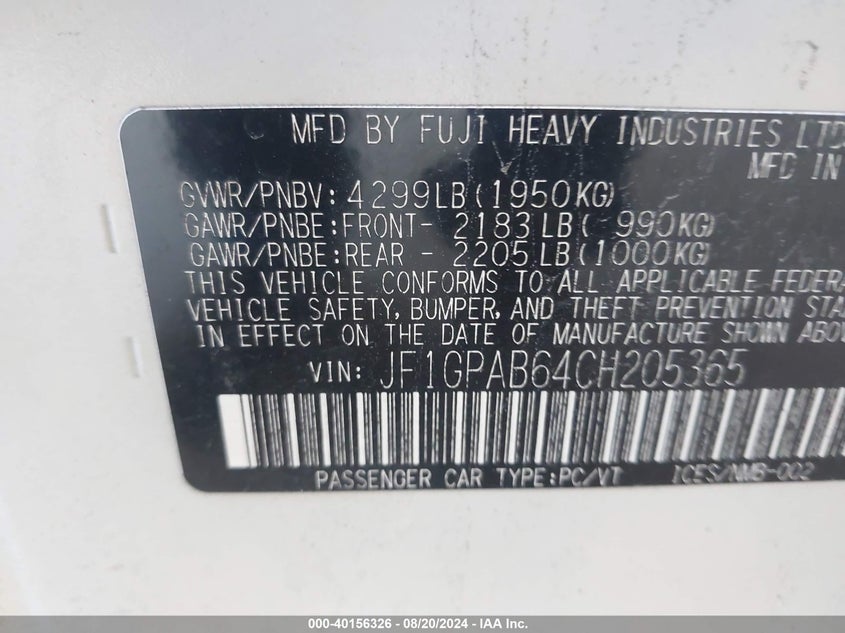 MFD BY FUJI HEAVY INDUSTRIES LTD
MFD IN
GVWR/PNBV: 4299LB(1950KG)
GAWR/PNBE:FRONT- 2183LB( 990KG)
GAWR/PNBE:REAR - 2205LB(1000KG)
THIS VEHICLE CONFORMS TO ALL APPLICABLE FEDERA
VEHICLE SAFETY, BUMPER, AND THEFT PREVENTION STA
IN EFFECT ON THE DATE OF MANUFACTURE SHOWN ABOV
VIN: JF1GPAB64CH205365
PASSENGER CAR TYPE:PC/VT ICES/NMB-002
000-40156326 - 08/20/2024 - IAA Inc.